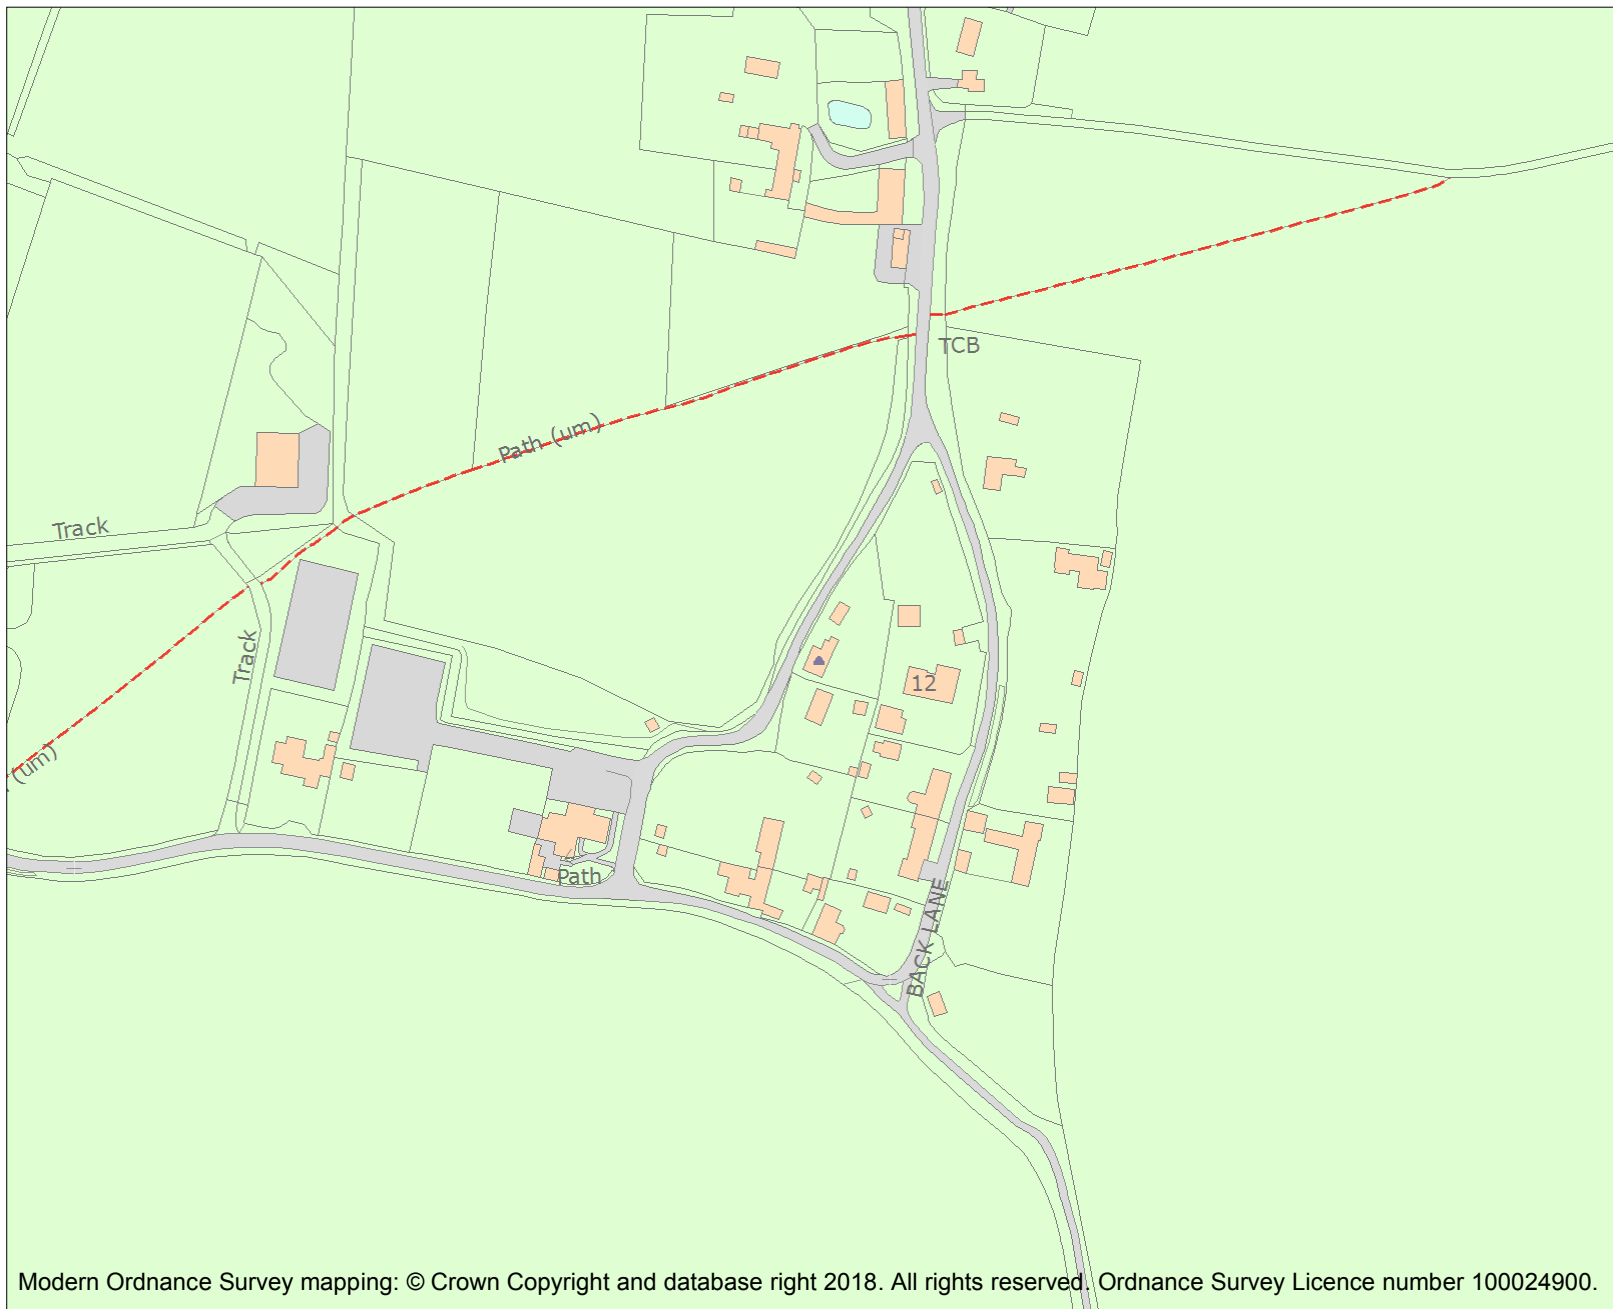 TCB
Path (um)
Track
Track
12
(um)
Path
BACK LANE
Modern Ordnance Survey mapping: © Crown Copyright and database right 2018. All rights reserved. Ordnance Survey Licence number 100024900.